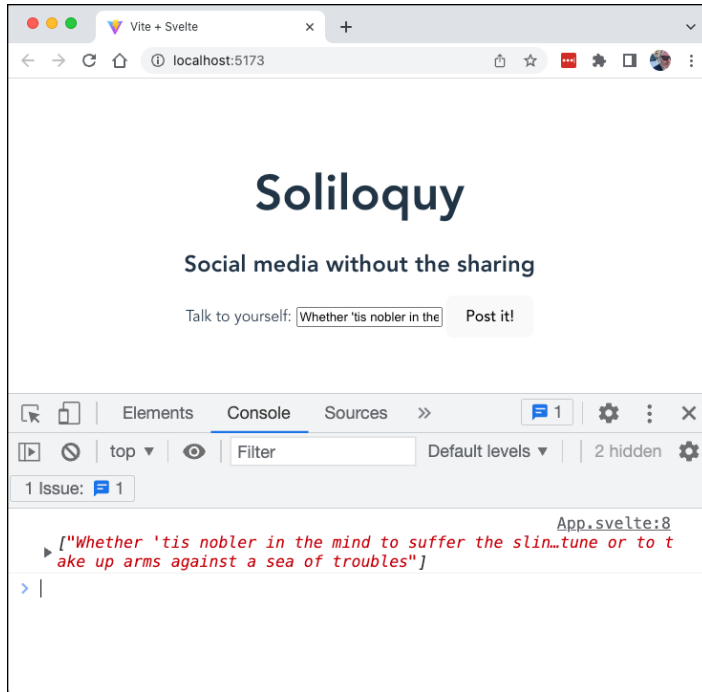 Vite + Svelte
localhost:5173
Soliloquy
Social media without the sharing
Talk to yourself: Whether 'tis nobler in the Post it!
Elements Console Sources » 1
top ▼ Filter Default levels ▼ 2 hidden
1 Issue: 1
App.svelte:8
["Whether 'tis nobler in the mind to suffer the slin…tune or to t
ake up arms against a sea of troubles"]